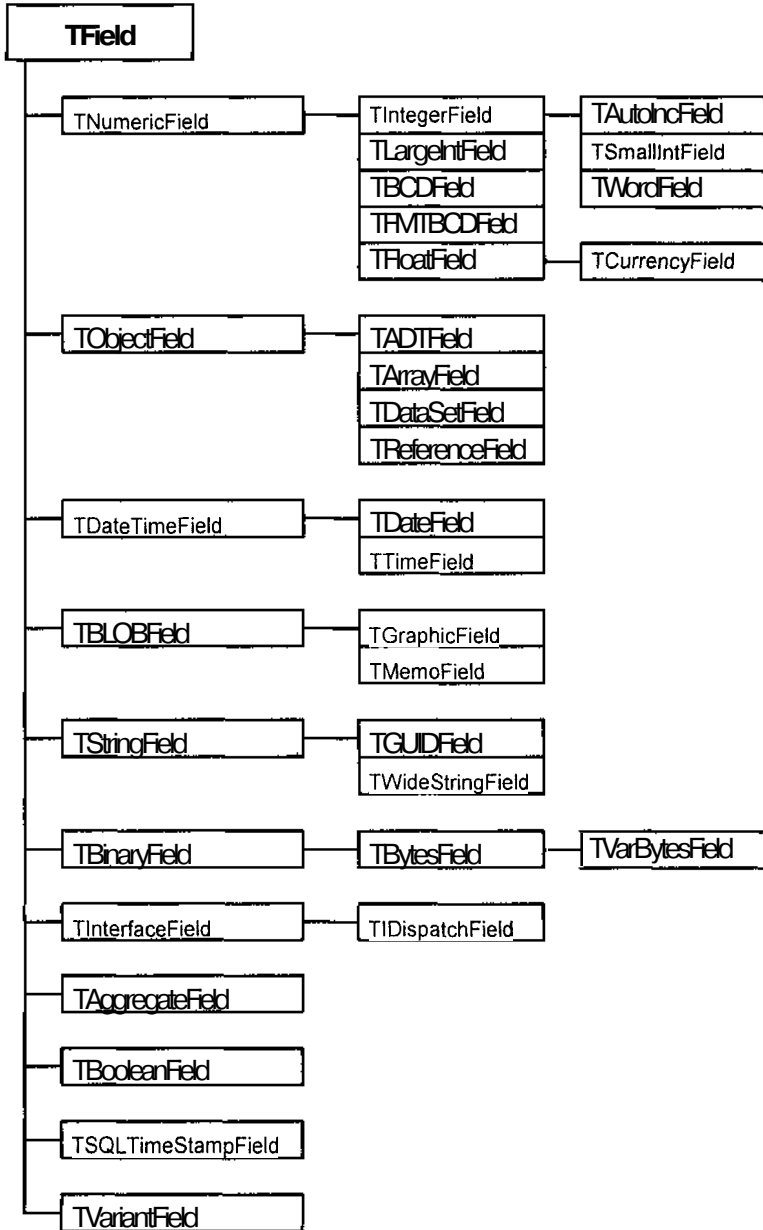 TField
TNumericField TIntegerField TAutoIncField
TLargeIntField TSmallIntField
TBCDField TWordField
TFMTBCDField
TFloatField TCurrencyField
TObjectField TADTField
TArrayField
TDataSetField
TReferenceField
TDateTimeField TDateField
TTimeField
TBLOBField TGraphicField
TMemoField
TStringField TGUIDField
TWideStringField
TBinaryField TBytesField TVarBytesField
TInterfaceField TIDispatchField
TAggregateField
TBooleanField
TSQLTimeStampField
TVariantField